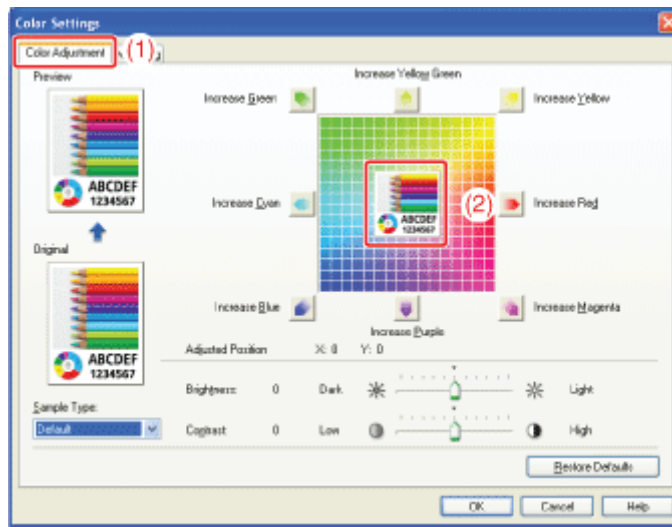 Color Settings
Color Adjustment
(1)
Preview
Increase Yellow Green
Increase Green
Increase Yellow
ABCDEF
1234567
Increase Cyan
ABCDEF
1234567
(2)
Increase Red
Original
Increase Blue
Increase Purple
Increase Magenta
ABCDEF
1234567
Adjusted Position X: 0 Y: 0
Brightness: 0 Dark Light
Sample Type:
Default
Contrast: 0 Low High
Restore Defaults
OK Cancel Help